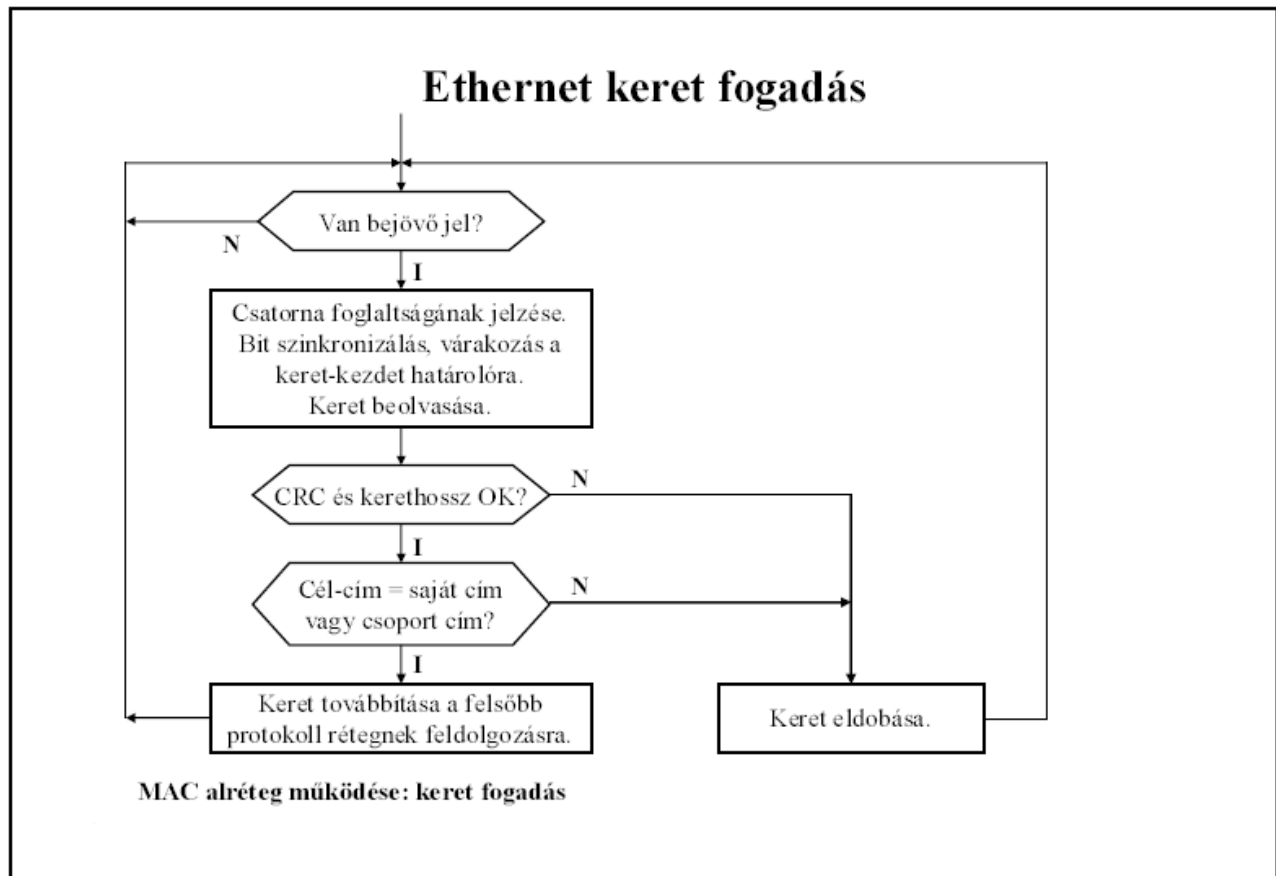 Ethernet keret fogadás
Van bejövő jel?
N
I
Csatorna foglaltságának jelzése.
Bit szinkronizálás, várakozás a
keret-kezdet határolóra.
Keret beolvasása.
CRC és kerethossz OK?
N
I
Cél-cím = saját cím
vagy csoport cím?
N
I
Keret továbbítása a felsőbb
protokoll rétegnek feldolgozásra.
Keret eldobása.
MAC alréteg működése: keret fogadás